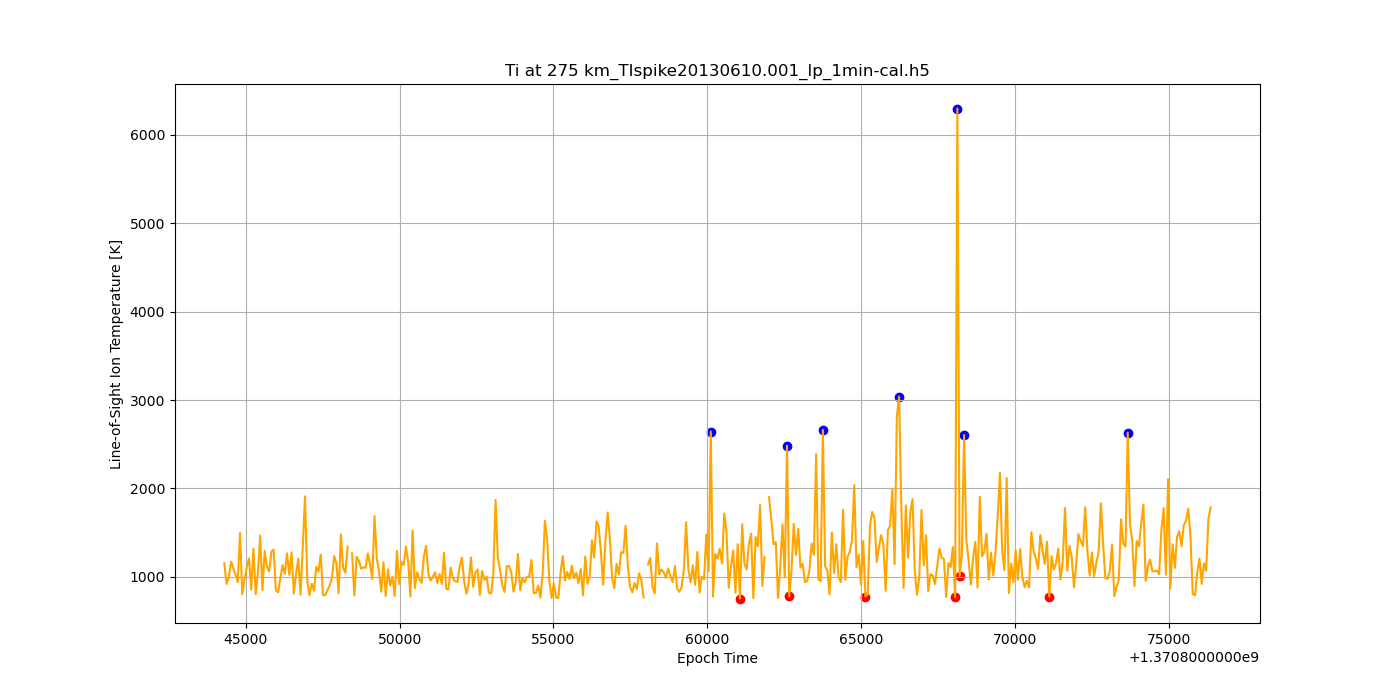 Ti at 275 km_TIspike20130610.001_lp_1min-cal.h5
Line-of-Sight Ion Temperature [K]
6000
5000
4000
3000
2000
1000
45000 50000 55000 60000 65000 70000 75000
Epoch Time
+1.3708000000e9